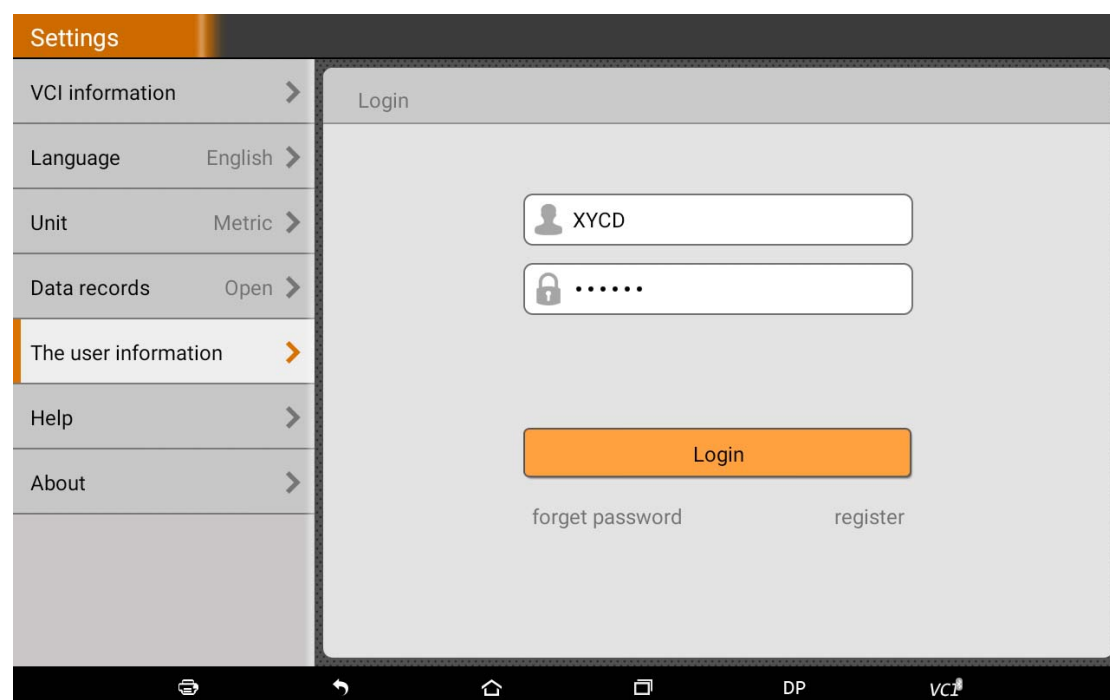 Settings
VCI information
Language English
Unit Metric
Data records Open
The user information
Help
About
Login
XYCD
••••••
Login
forget password register
DP VCI